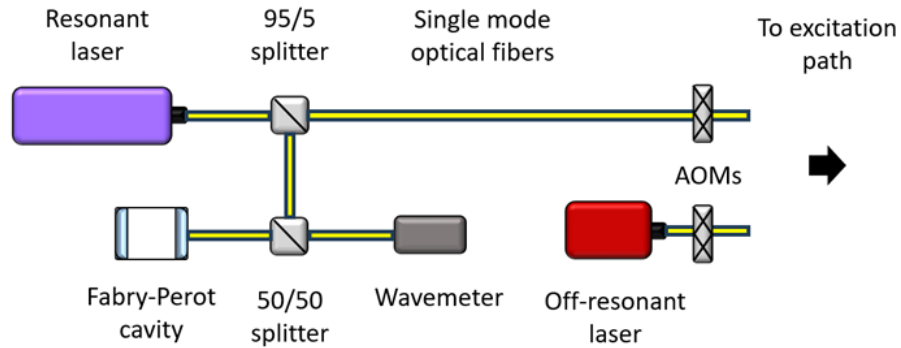 Resonant
laser
95/5
splitter
Single mode
optical fibers
To excitation
path
AOMs
Fabry-Perot
cavity
50/50
splitter
Wavemeter
Off-resonant
laser